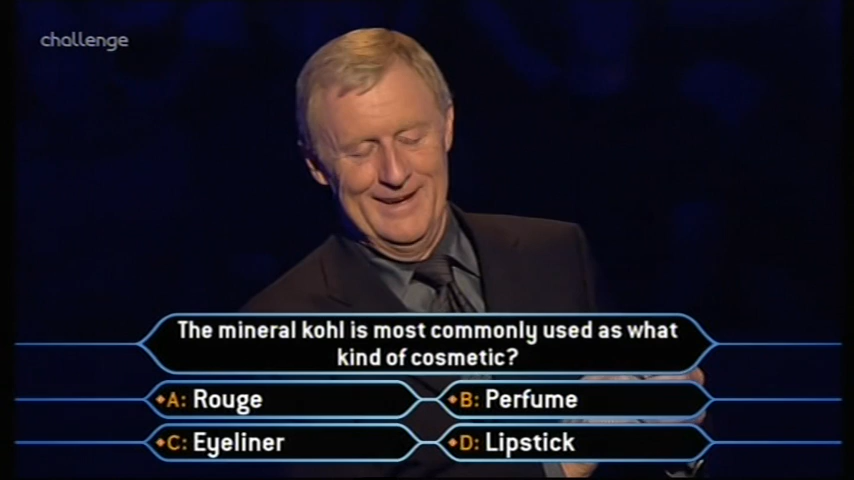 challenge
The mineral kohl is most commonly used as what
kind of cosmetic?
A: Rouge
B: Perfume
C: Eyeliner
D: Lipstick